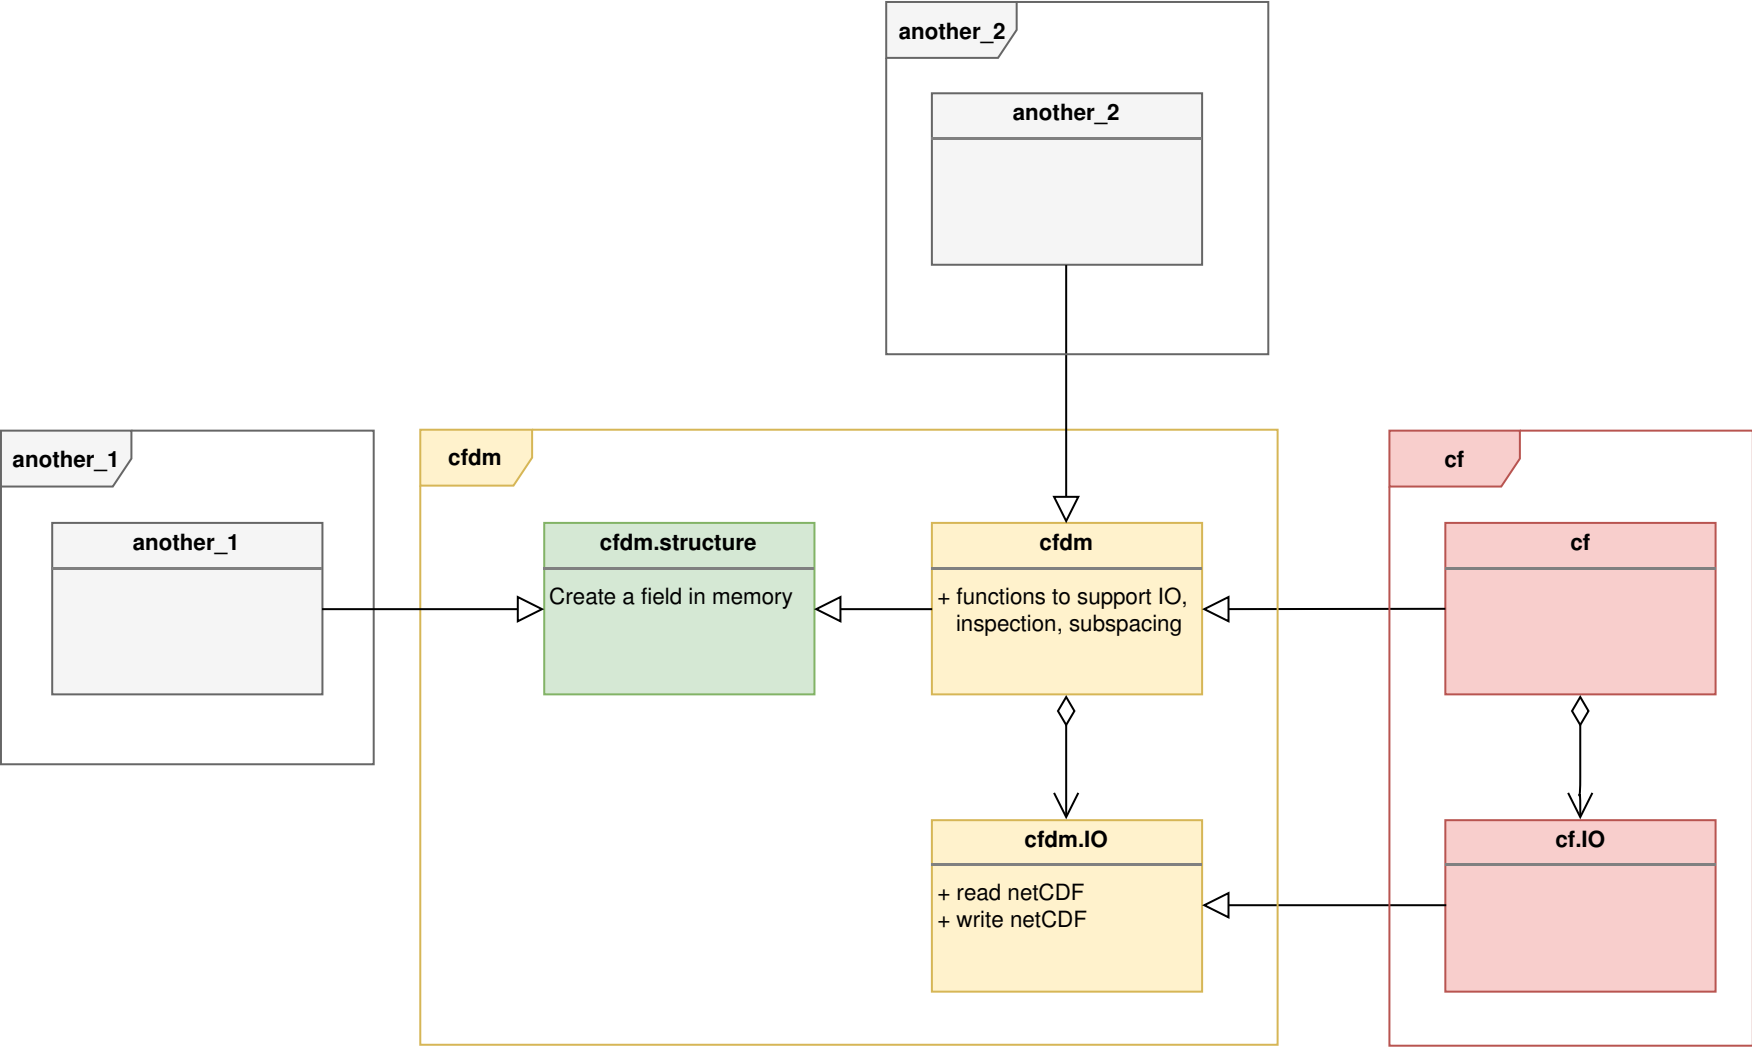 another_2
another_2
another_1
another_1
cfdm
cfdm.structure
Create a field in memory
cfdm
+ functions to support IO,
inspection, subspacing
cfdm.IO
+ read netCDF
+ write netCDF
cf
cf
cf.IO